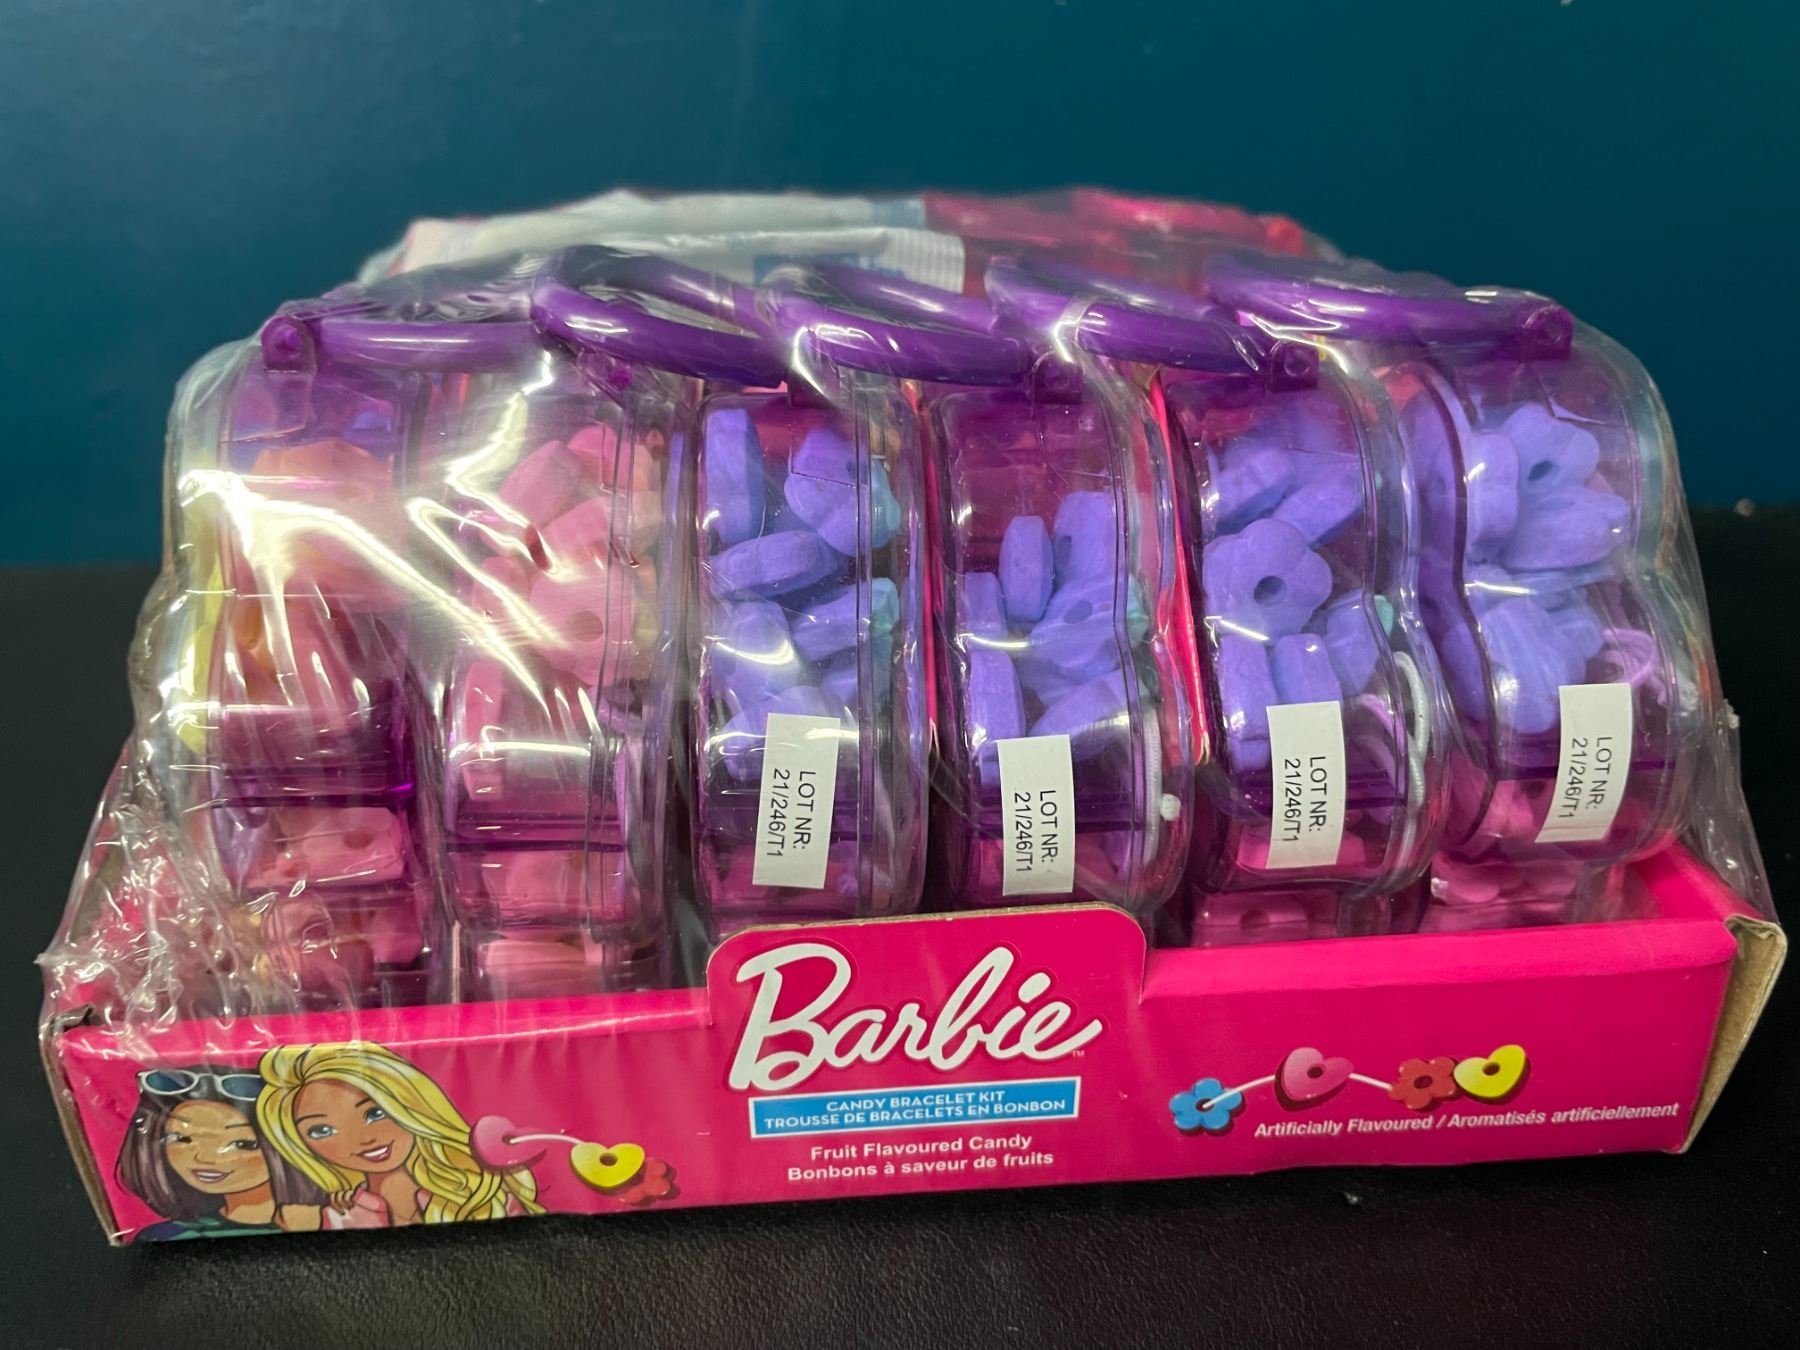 LOT NR:
21/246/T1
LOT NR:
21/246/T1
LOT NR:
21/246/T1
LOT NR:
21/246/T1
Barbie™
CANDY BRACELET KIT
TROUSSE DE BRACELETS EN BONBON
Fruit Flavoured Candy
Bonbons à saveur de fruits
Artificially Flavoured / Aromatisés artificiellement